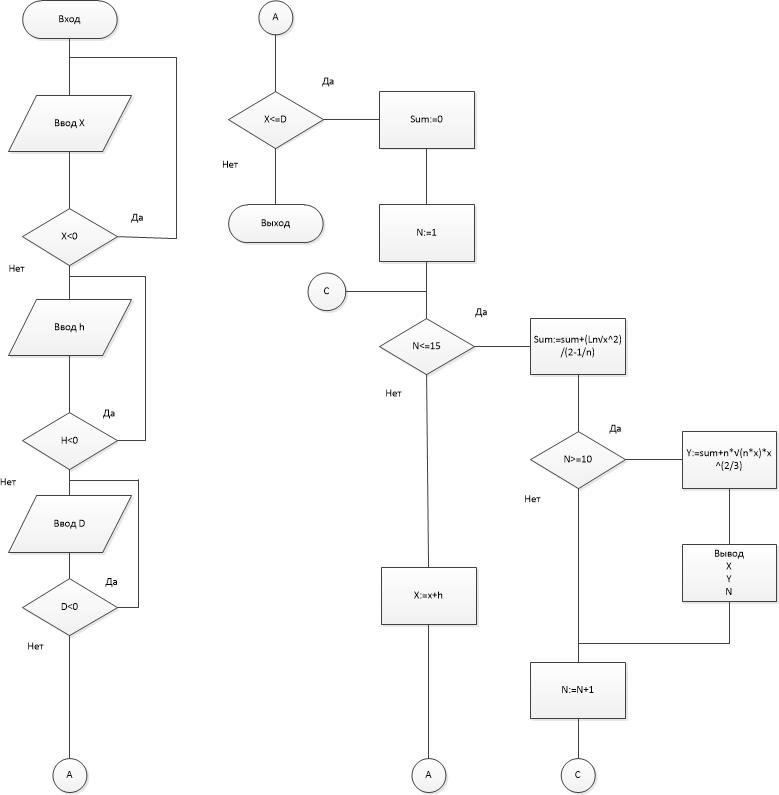 Вход
Ввод X
Да
X<0
Нет
Ввод h
Да
H<0
Нет
Ввод D
Да
D<0
Нет
A
A
Да
X<=D
Sum:=0
Нет
Выход
N:=1
C
Да
N<=15
Sum:=sum+(Lm/x^2)
/(2-1/n)
Нет
Да
N>=10
Y:=sum+n*√(n*x)*x
^(2/3)
Нет
Вывод
X
Y
N
X:=x+h
N:=N+1
A
C